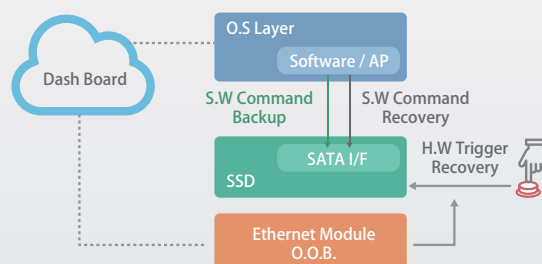 O.S Layer
Software / AP
Dash Board
S.W Command
Backup
S.W Command
Recovery
H.W Trigger
Recovery
SATA I/F
SSD
Ethernet Module
O.O.B.